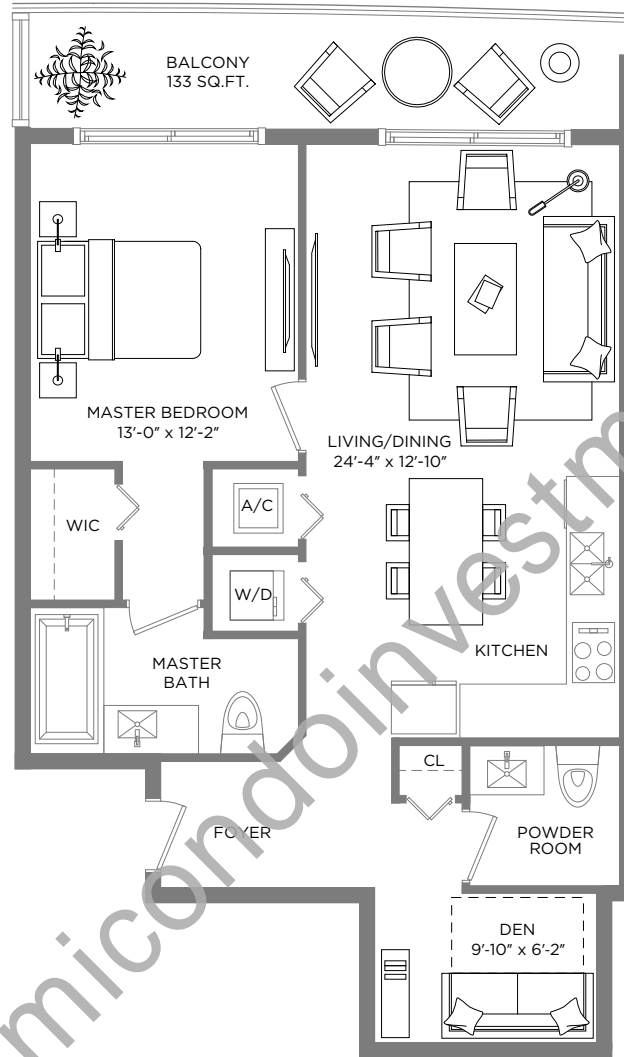 BALCONY
133 SQ.FT.
MASTER BEDROOM
13'-0" x 12'-2"
LIVING/DINING
24'-4" x 12'-10"
WIC
A/C
W/D
MASTER
BATH
KITCHEN
CL
FOYER
POWDER
ROOM
DEN
9'-10" x 6'-2"
micondoinvestm